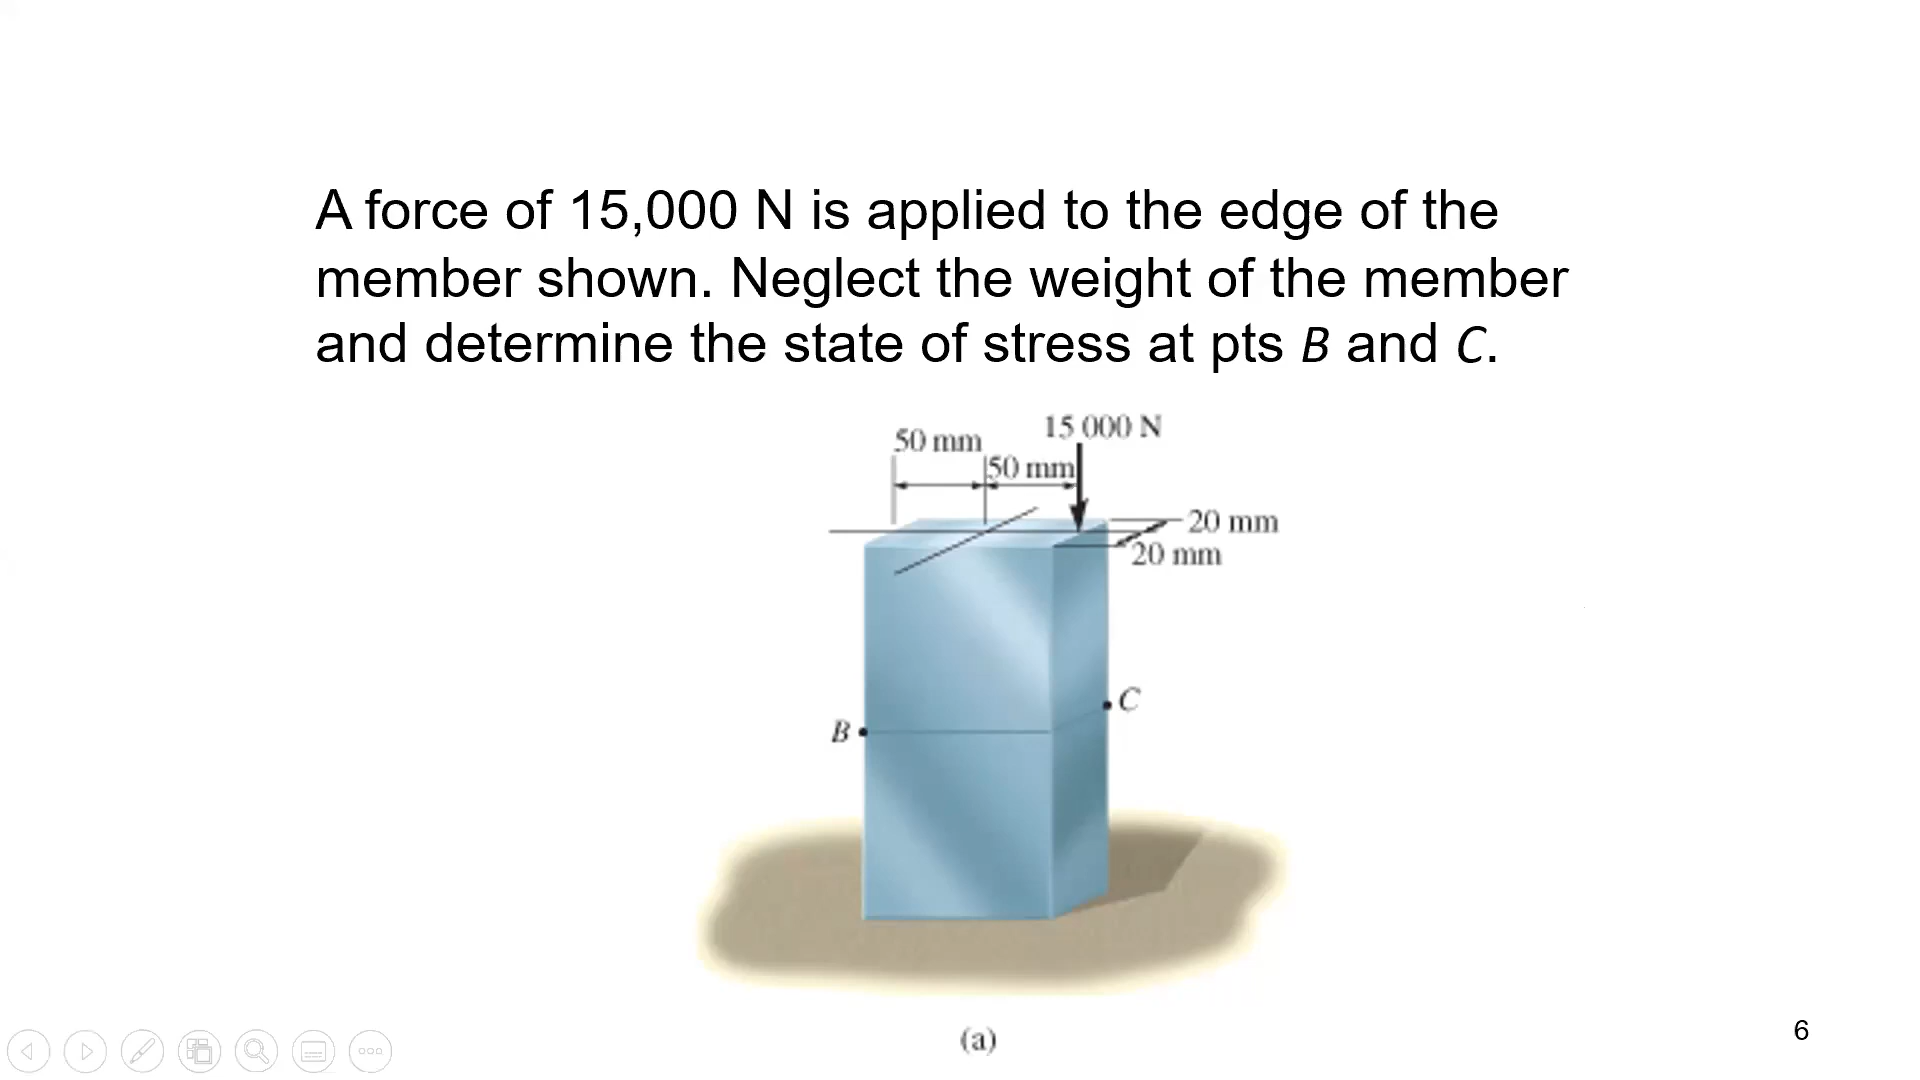 A force of 15,000 N is applied to the edge of the
member shown. Neglect the weight of the member
and determine the state of stress at pts B and C.
15 000 N
50 mm
50 mm
20 mm
20 mm
C
B
(a)
6